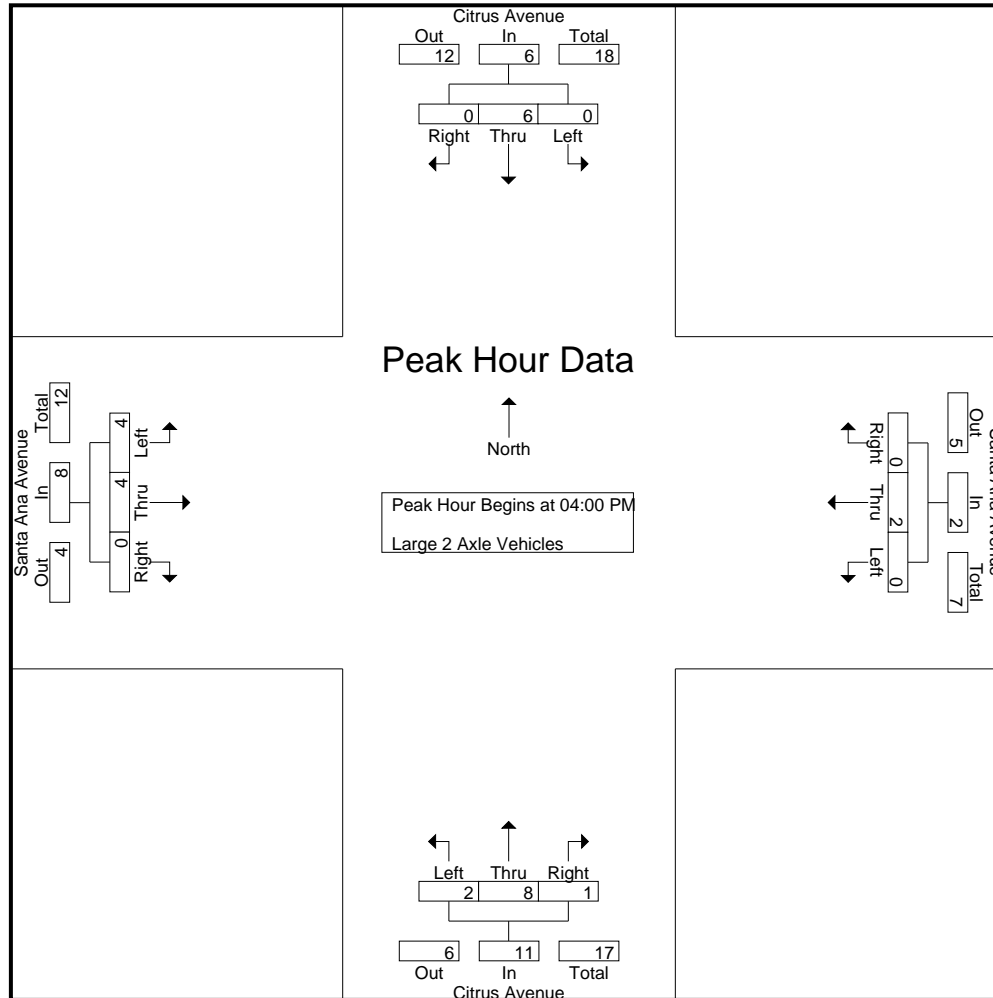 Citrus Avenue
Out In Total
12 6 18
0 6 0
Right Thru Left
Peak Hour Data
North
Peak Hour Begins at 04:00 PM
Large 2 Axle Vehicles
Santa Ana Avenue
Out In Total
4 8 12
0 4 4
Right Thru Left
Right Thru Left
0 2 0
5 2 7
Out In Total
Left Thru Right
2 8 1
6 11 17
Out In Total
Citrus Avenue